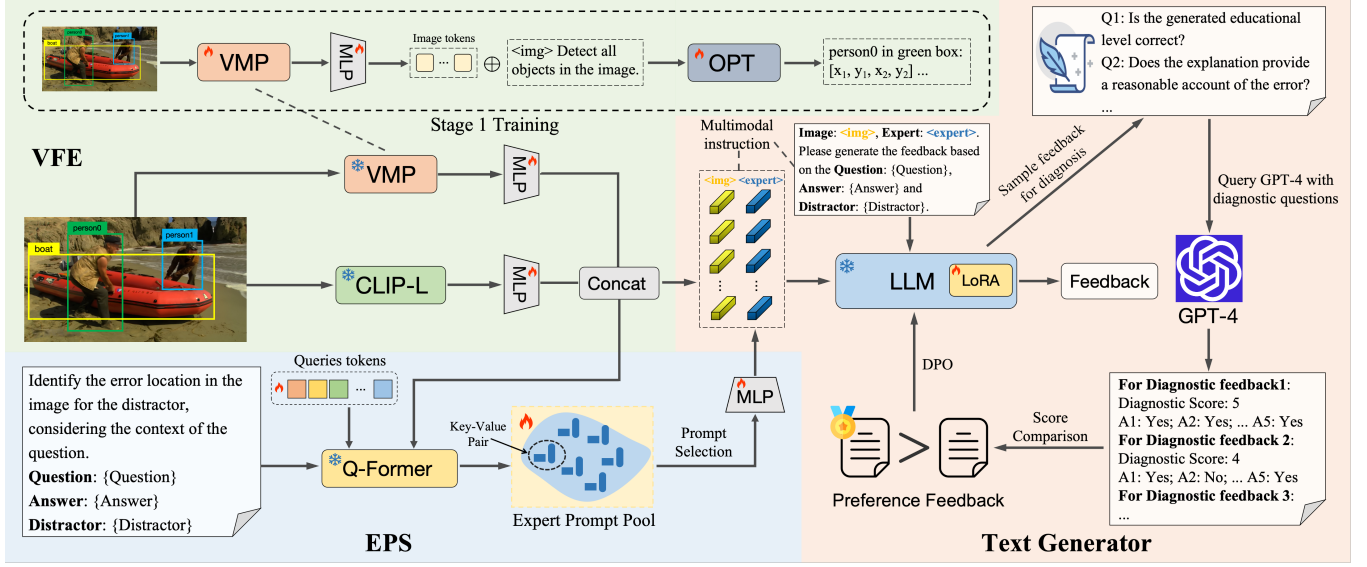 boat
person0
person1
VMP
MLP
Image tokens
...
<img> Detect all
objects in the image.
OPT
person0 in green box:
[x₁, y₁, x₂, y₂] ...
Stage 1 Training
VFE
VMP
MLP
boat
person0
person1
CLIP-L
MLP
Concat
Multimodal
instruction
<img> <expert>
Image: <img>, Expert: <expert>.
Please generate the feedback based
on the Question: {Question},
Answer: {Answer} and
Distractor: {Distractor}.
LLM
LoRA
Feedback
Sample feedback
for diagnosis
Q1: Is the generated educational
level correct?
Q2: Does the explanation provide
a reasonable account of the error?
...
Query GPT-4 with
diagnostic questions
GPT-4
For Diagnostic feedback1:
Diagnostic Score: 5
A1: Yes; A2: Yes; ... A5: Yes
For Diagnostic feedback 2:
Diagnostic Score: 4
A1: Yes; A2: No; ... A5: Yes
For Diagnostic feedback 3:
...
Score
Comparison
DPO
Preference Feedback
Text Generator
Identify the error location in the
image for the distractor,
considering the context of the
question.
Question: {Question}
Answer: {Answer}
Distractor: {Distractor}
Queries tokens
...
Q-Former
Key-Value
Pair
Expert Prompt Pool
Prompt
Selection
MLP
EPS